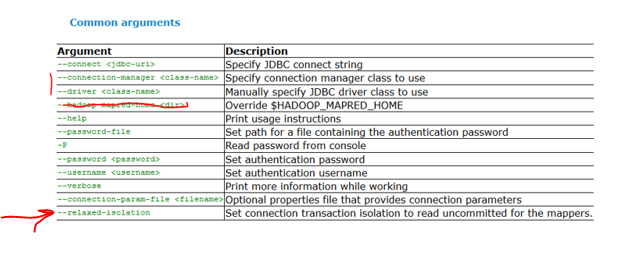 Common arguments
Argument Description
--connect <jdbc-uri> Specify JDBC connect string
--connection-manager <class-name> Specify connection manager class to use
--driver <class-name> Manually specify JDBC driver class to use
--hadoop-mapred-home <dir> Override $HADOOP_MAPRED_HOME
--help Print usage instructions
--password-file Set path for a file containing the authentication password
-P Read password from console
--password <password> Set authentication password
--username <username> Set authentication username
--verbose Print more information while working
--connection-param-file <filename> Optional properties file that provides connection parameters
--relaxed-isolation Set connection transaction isolation to read uncommitted for the mappers.